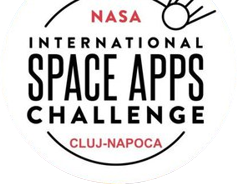 NASA
INTERNATIONAL
SPACE APPS
CHALLENGE
CLUJ-NAPOCA